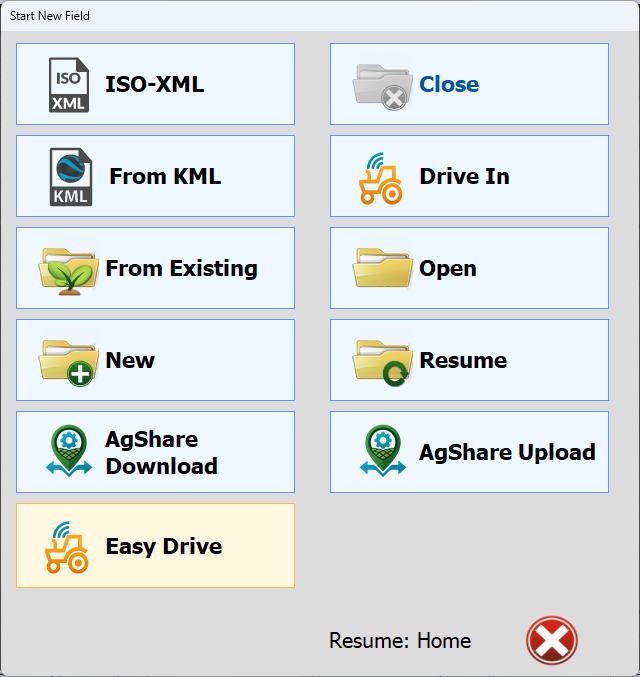 Start New Field
ISO
XML
ISO-XML
Close
KML
From KML
Drive In
From Existing
Open
New
Resume
AgShare
Download
AgShare Upload
Easy Drive
Resume: Home